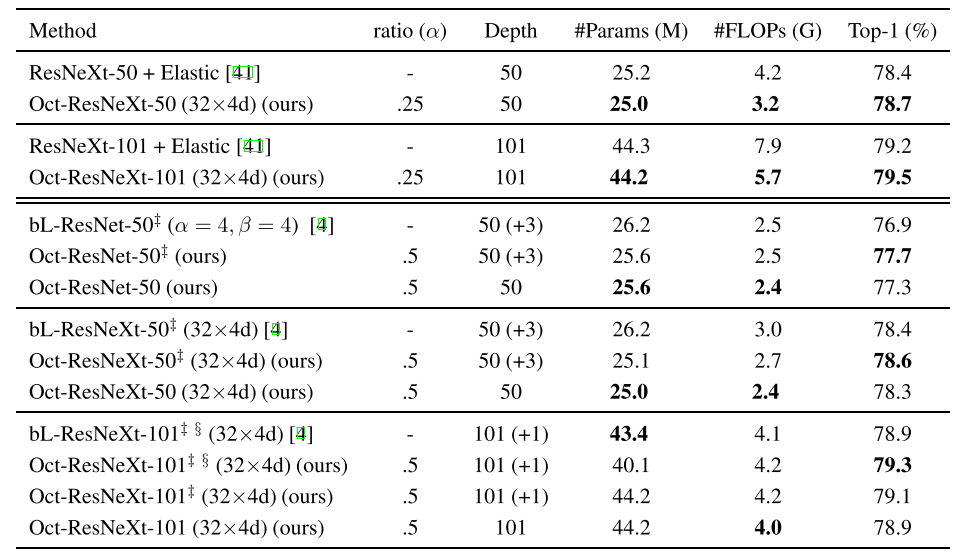 Method ratio (α) Depth #Params (M) #FLOPs (G) Top-1 (%)
ResNeXt-50 + Elastic [41] - 50 25.2 4.2 78.4
Oct-ResNeXt-50 (32×4d) (ours) .25 50 25.0 3.2 78.7
ResNeXt-101 + Elastic [41] - 101 44.3 7.9 79.2
Oct-ResNeXt-101 (32×4d) (ours) .25 101 44.2 5.7 79.5
bL-ResNet-50‡ (α = 4, β = 4) [4] - 50 (+3) 26.2 2.5 76.9
Oct-ResNet-50‡ (ours) .5 50 (+3) 25.6 2.5 77.7
Oct-ResNet-50 (ours) .5 50 25.6 2.4 77.3
bL-ResNeXt-50‡ (32×4d) [4] - 50 (+3) 26.2 3.0 78.4
Oct-ResNeXt-50‡ (32×4d) (ours) .5 50 (+3) 25.1 2.7 78.6
Oct-ResNeXt-50 (32×4d) (ours) .5 50 25.0 2.4 78.3
bL-ResNeXt-101‡ § (32×4d) [4] - 101 (+1) 43.4 4.1 78.9
Oct-ResNeXt-101‡ § (32×4d) (ours) .5 101 (+1) 40.1 4.2 79.3
Oct-ResNeXt-101‡ (32×4d) (ours) .5 101 (+1) 44.2 4.2 79.1
Oct-ResNeXt-101 (32×4d) (ours) .5 101 44.2 4.0 78.9